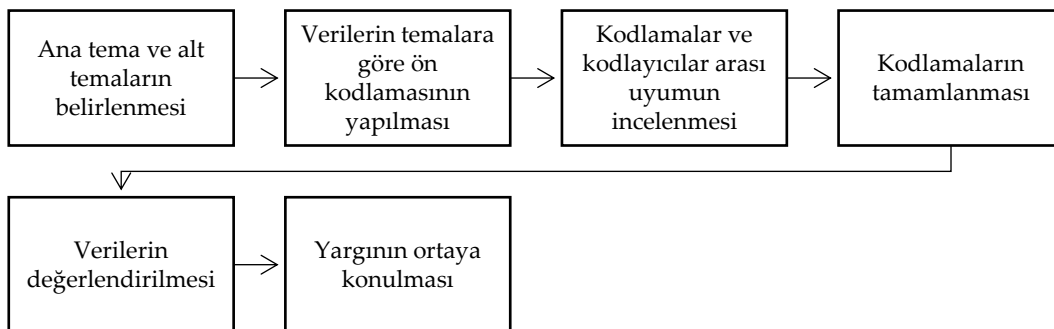 Ana tema ve alt
temaların
belirlenmesi
Verilerin temalara
göre ön
kodlamasının
yapılması
Kodlamalar ve
kodlayıcılar arası
uyumun
incelenmesi
Kodlamaların
tamamlanması
Verilerin
değerlendirilmesi
Yargının ortaya
konulması